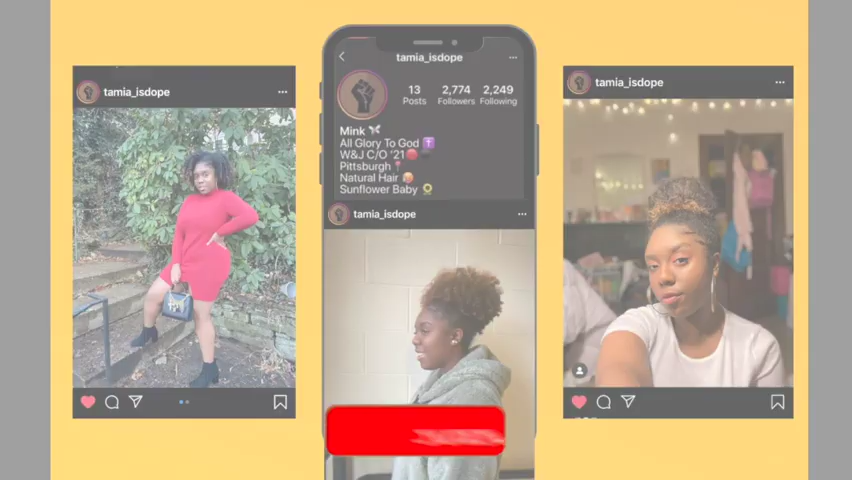 tamia_isdope
tamia_isdope
13
Posts
2,774
Followers
2,249
Following
Mink
All Glory To God
W&J C/O '21
Pittsburgh
Natural Hair
Sunflower Baby
tamia_isdope
tamia_isdope